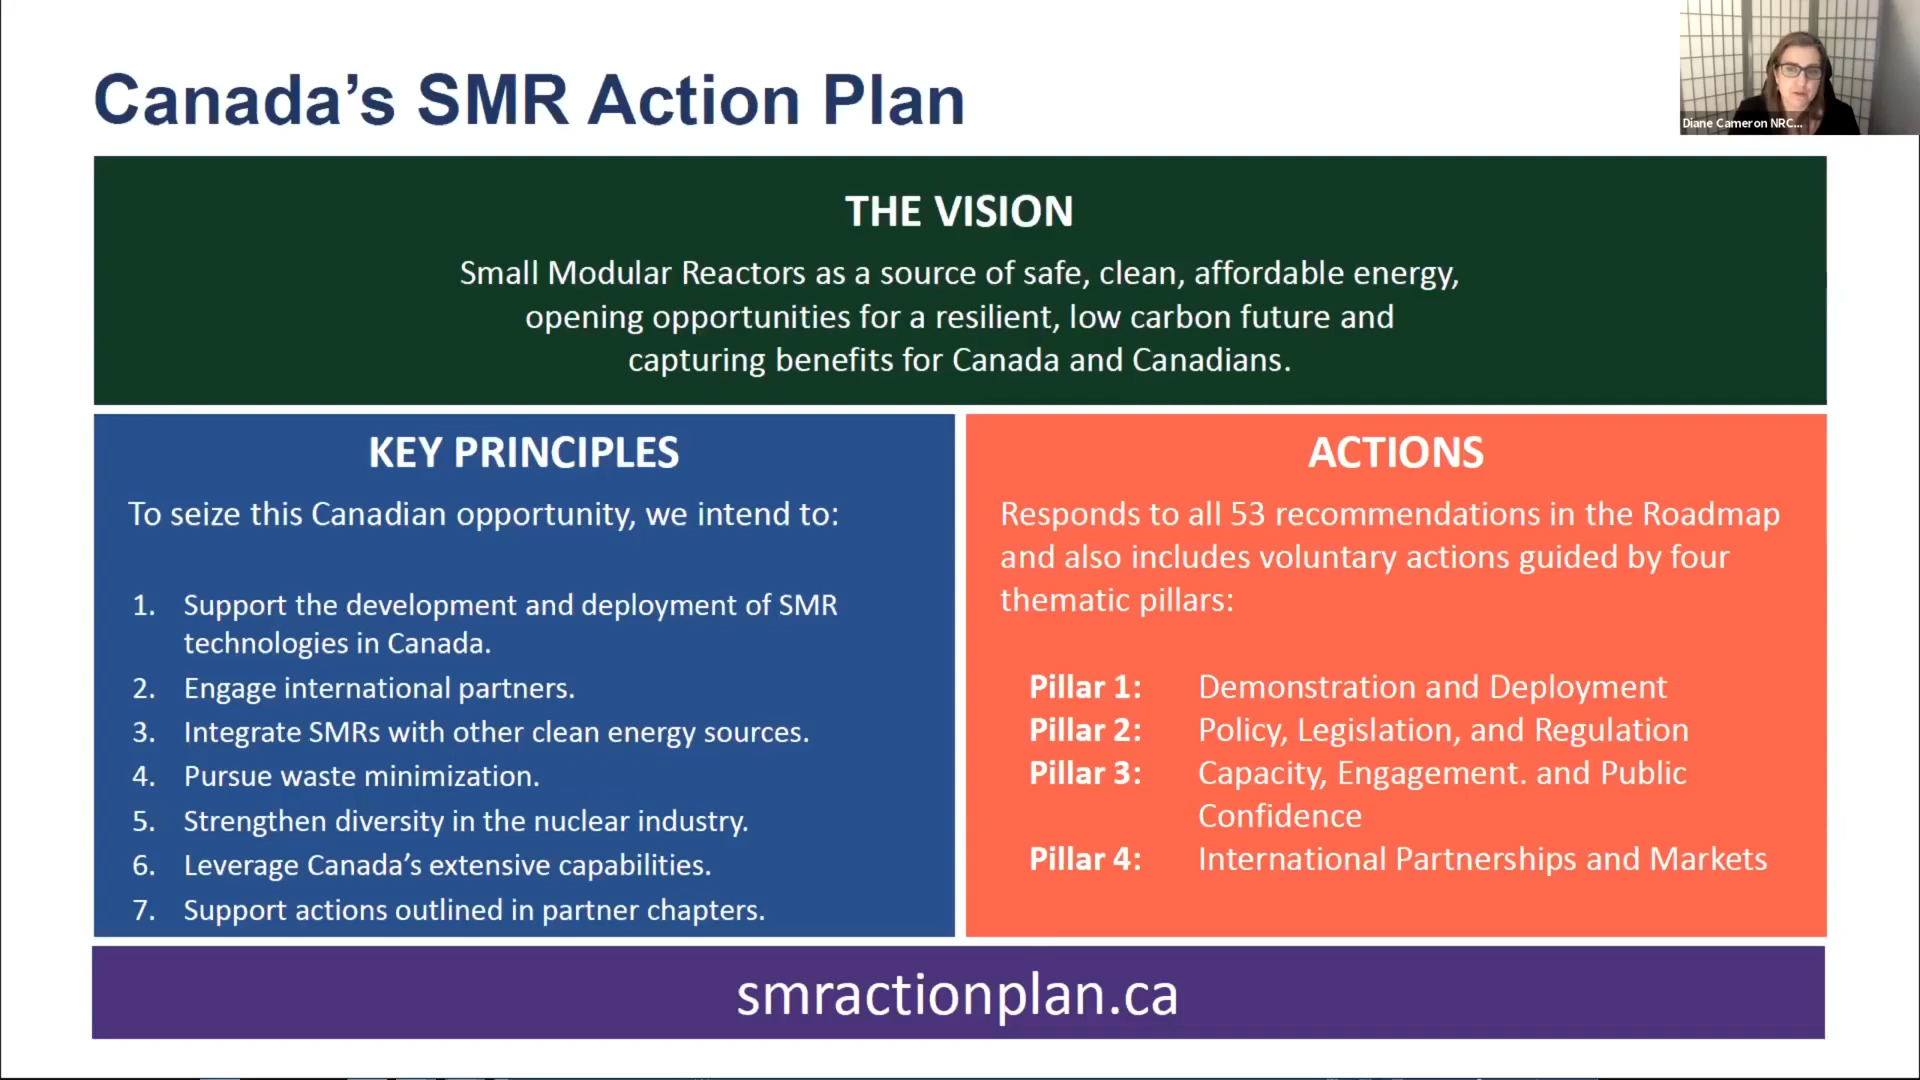 Canada’s SMR Action Plan
Diane Cameron NRC...
THE VISION
Small Modular Reactors as a source of safe, clean, affordable energy,
opening opportunities for a resilient, low carbon future and
capturing benefits for Canada and Canadians.
KEY PRINCIPLES
To seize this Canadian opportunity, we intend to:
1. Support the development and deployment of SMR
technologies in Canada.
2. Engage international partners.
3. Integrate SMRs with other clean energy sources.
4. Pursue waste minimization.
5. Strengthen diversity in the nuclear industry.
6. Leverage Canada’s extensive capabilities.
7. Support actions outlined in partner chapters.
ACTIONS
Responds to all 53 recommendations in the Roadmap
and also includes voluntary actions guided by four
thematic pillars:
Pillar 1: Demonstration and Deployment
Pillar 2: Policy, Legislation, and Regulation
Pillar 3: Capacity, Engagement. and Public
Confidence
Pillar 4: International Partnerships and Markets
smractionplan.ca